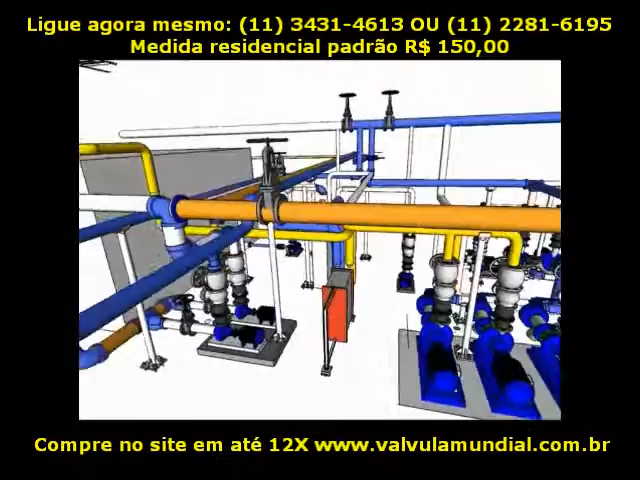 Ligue agora mesmo: (11) 3431-4613 OU (11) 2281-6195
Medida residencial padrão R$ 150,00
Compre no site em até 12X www.valvulamundial.com.br